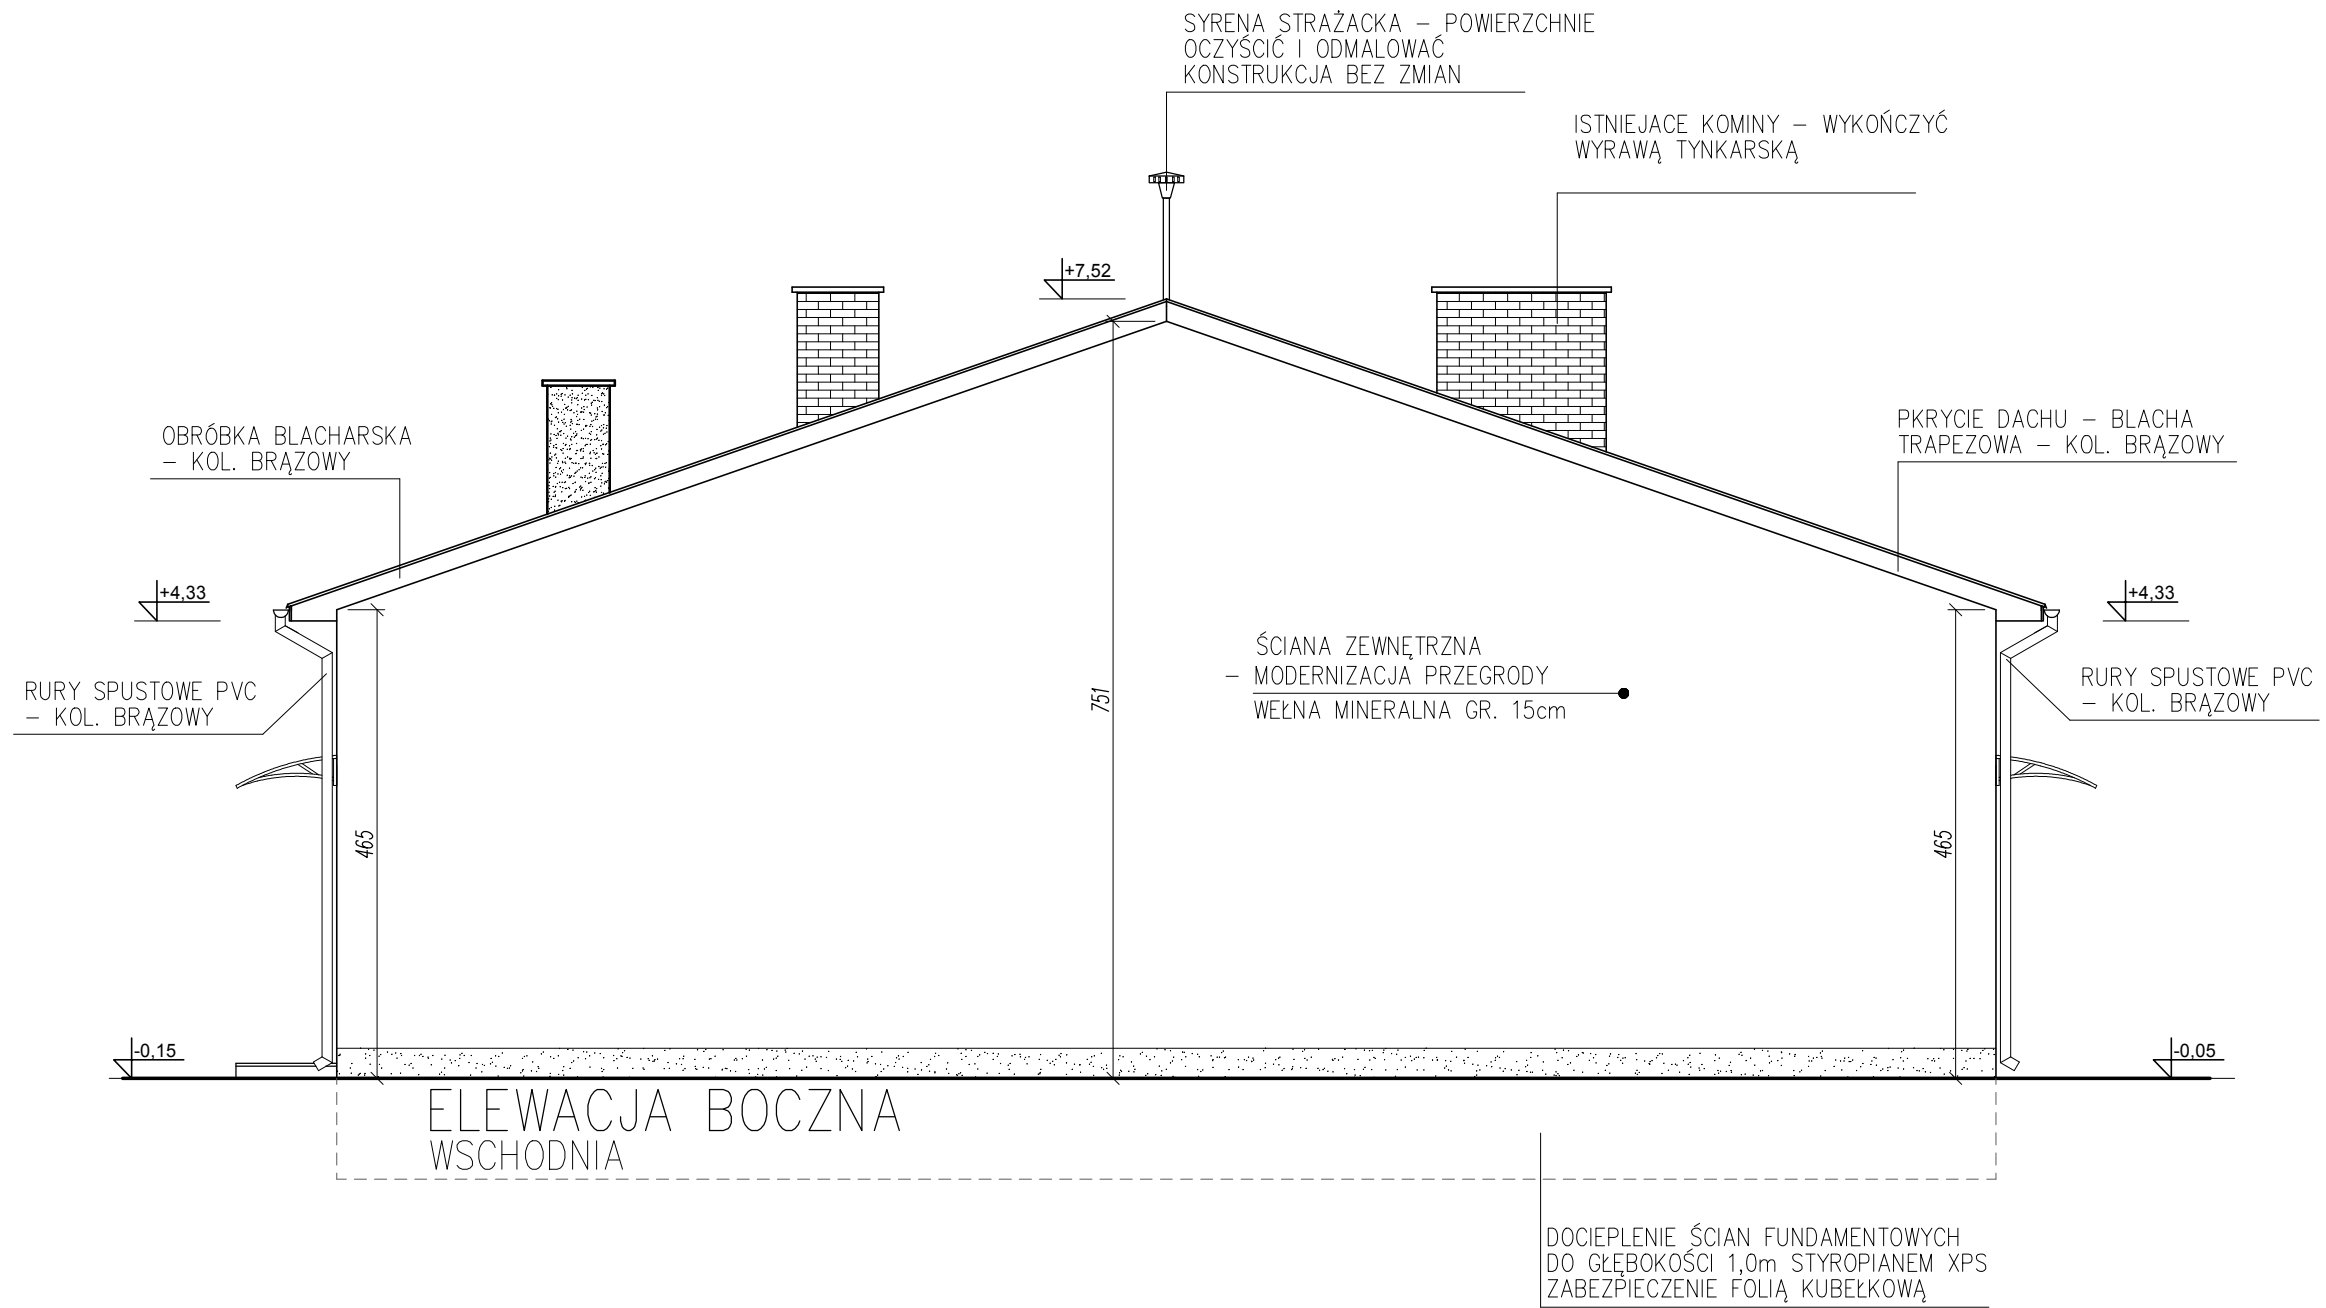 SYRENA STRAŻACKA – POWIERZCHNIE
OCZYŚCIĆ I ODMALOWAĆ
KONSTRUKCJA BEZ ZMIAN
ISTNIEJACE KOMINY – WYKOŃCZYĆ
WYRAWĄ TYNKARSKĄ
+7,52
OBRÓBKA BLACHARSKA
– KOL. BRĄZOWY
PKRYCIE DACHU – BLACHA
TRAPEZOWA – KOL. BRĄZOWY
+4,33
+4,33
ŚCIANA ZEWNĘTRZNA
– MODERNIZACJA PRZEGRODY
WEŁNA MINERALNA GR. 15cm
RURY SPUSTOWE PVC
– KOL. BRĄZOWY
RURY SPUSTOWE PVC
– KOL. BRĄZOWY
751
465
465
-0,15
-0,05
ELEWACJA BOCZNA
WSCHODNIA
DOCIEPLENIE ŚCIAN FUNDAMENTOWYCH
DO GŁĘBOKOŚCI 1,0m STYROPIANEM XPS
ZABEZPIECZENIE FOLIĄ KUBEŁKOWĄ